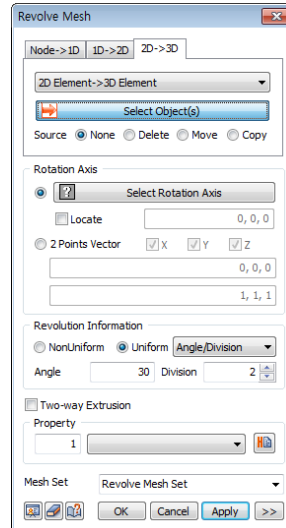 Revolve Mesh
Node->1D 1D->2D 2D->3D
2D Element->3D Element
Select Object(s)
Source None Delete Move Copy
Rotation Axis
Select Rotation Axis
Locate 0, 0, 0
2 Points Vector X Y Z
0, 0, 0
1, 1, 1
Revolution Information
NonUniform Uniform Angle/Division
Angle 30 Division 2
Two-way Extrusion
Property
1
Mesh Set Revolve Mesh Set
OK Cancel Apply >>